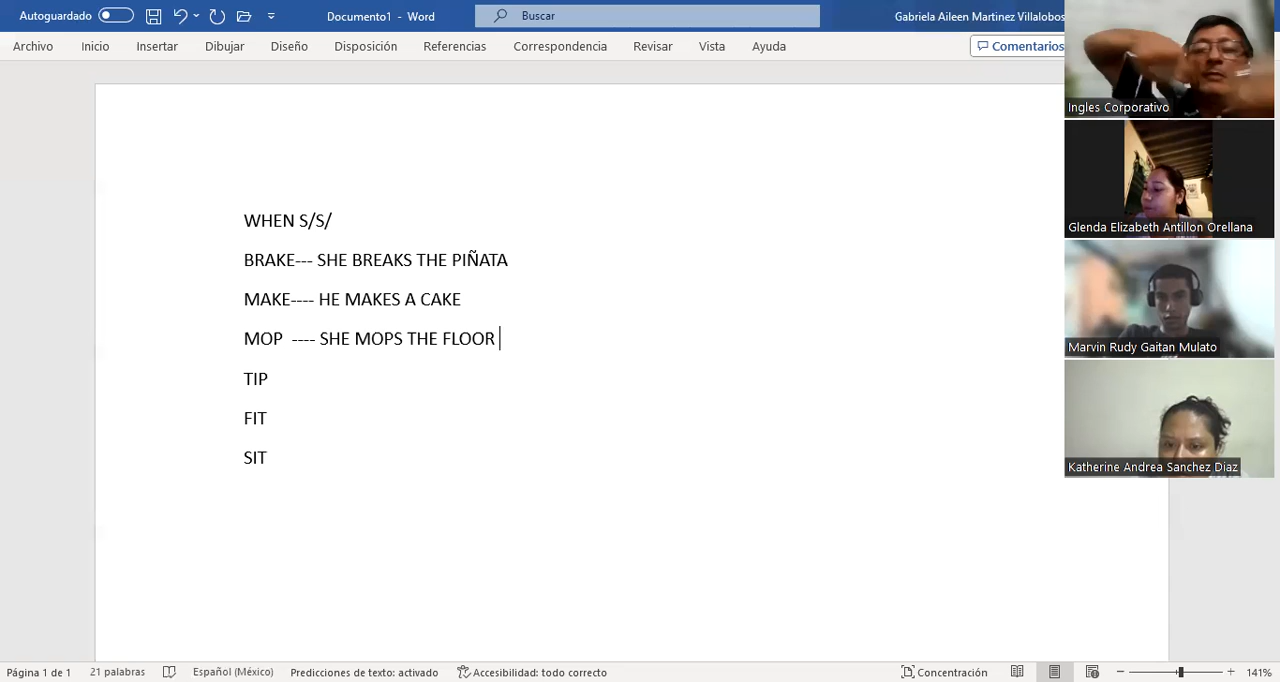 Autoguardado Documento1 - Word Buscar Gabriela Aileen Martinez Villalobos
Archivo Inicio Insertar Dibujar Diseño Disposición Referencias Correspondencia Revisar Vista Ayuda Comentarios
WHEN S/S/
BRAKE--- SHE BREAKS THE PIÑATA
MAKE---- HE MAKES A CAKE
MOP ---- SHE MOPS THE FLOOR
TIP
FIT
SIT
Ingles Corporativo
Glenda Elizabeth Antillon Orellana
Marvin Rudy Gaitan Mulato
Katherine Andrea Sanchez Diaz
Página 1 de 1 21 palabras Español (México) Predicciones de texto: activado Accesibilidad: todo correcto Concentración 141%